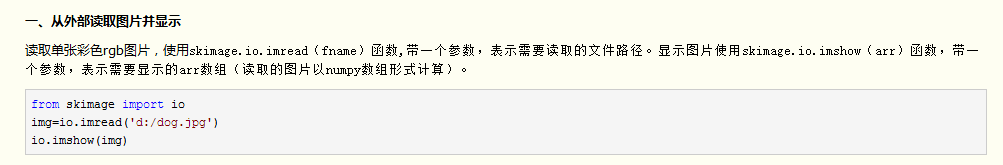 一、从外部读取图片并显示
读取单张彩色rgb图片，使用skimage.io.imread（fname）函数,带一个参数，表示需要读取的文件路径。显示图片使用skimage.io.imshow（arr）函数，带一
个参数，表示需要显示的arr数组（读取的图片以numpy数组形式计算）。
from skimage import io
img=io.imread('d:/dog.jpg')
io.imshow(img)